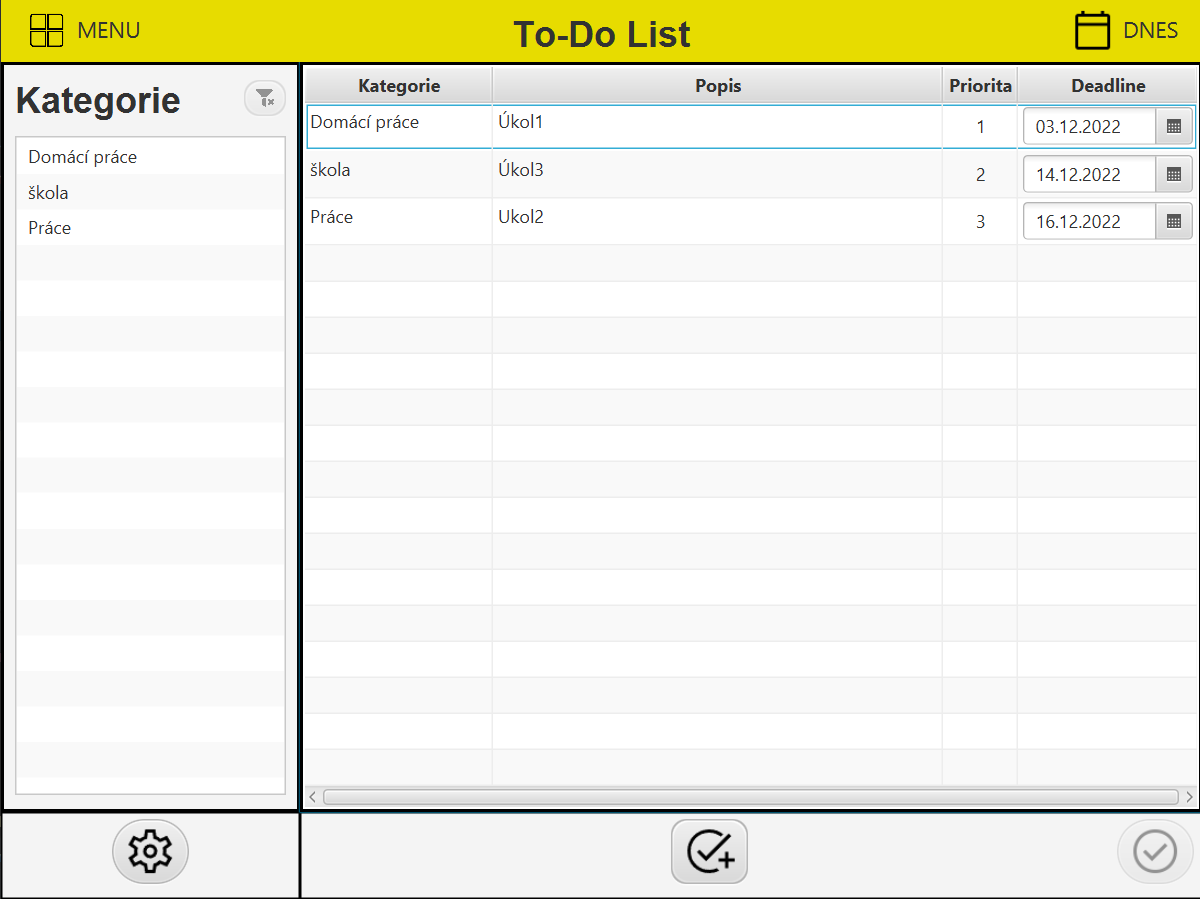 MENU
To-Do List
DNES
Kategorie
Domácí práce
škola
Práce
Kategorie Popis Priorita Deadline
Domácí práce Úkol1 1 03.12.2022
škola Úkol3 2 14.12.2022
Práce Ukol2 3 16.12.2022